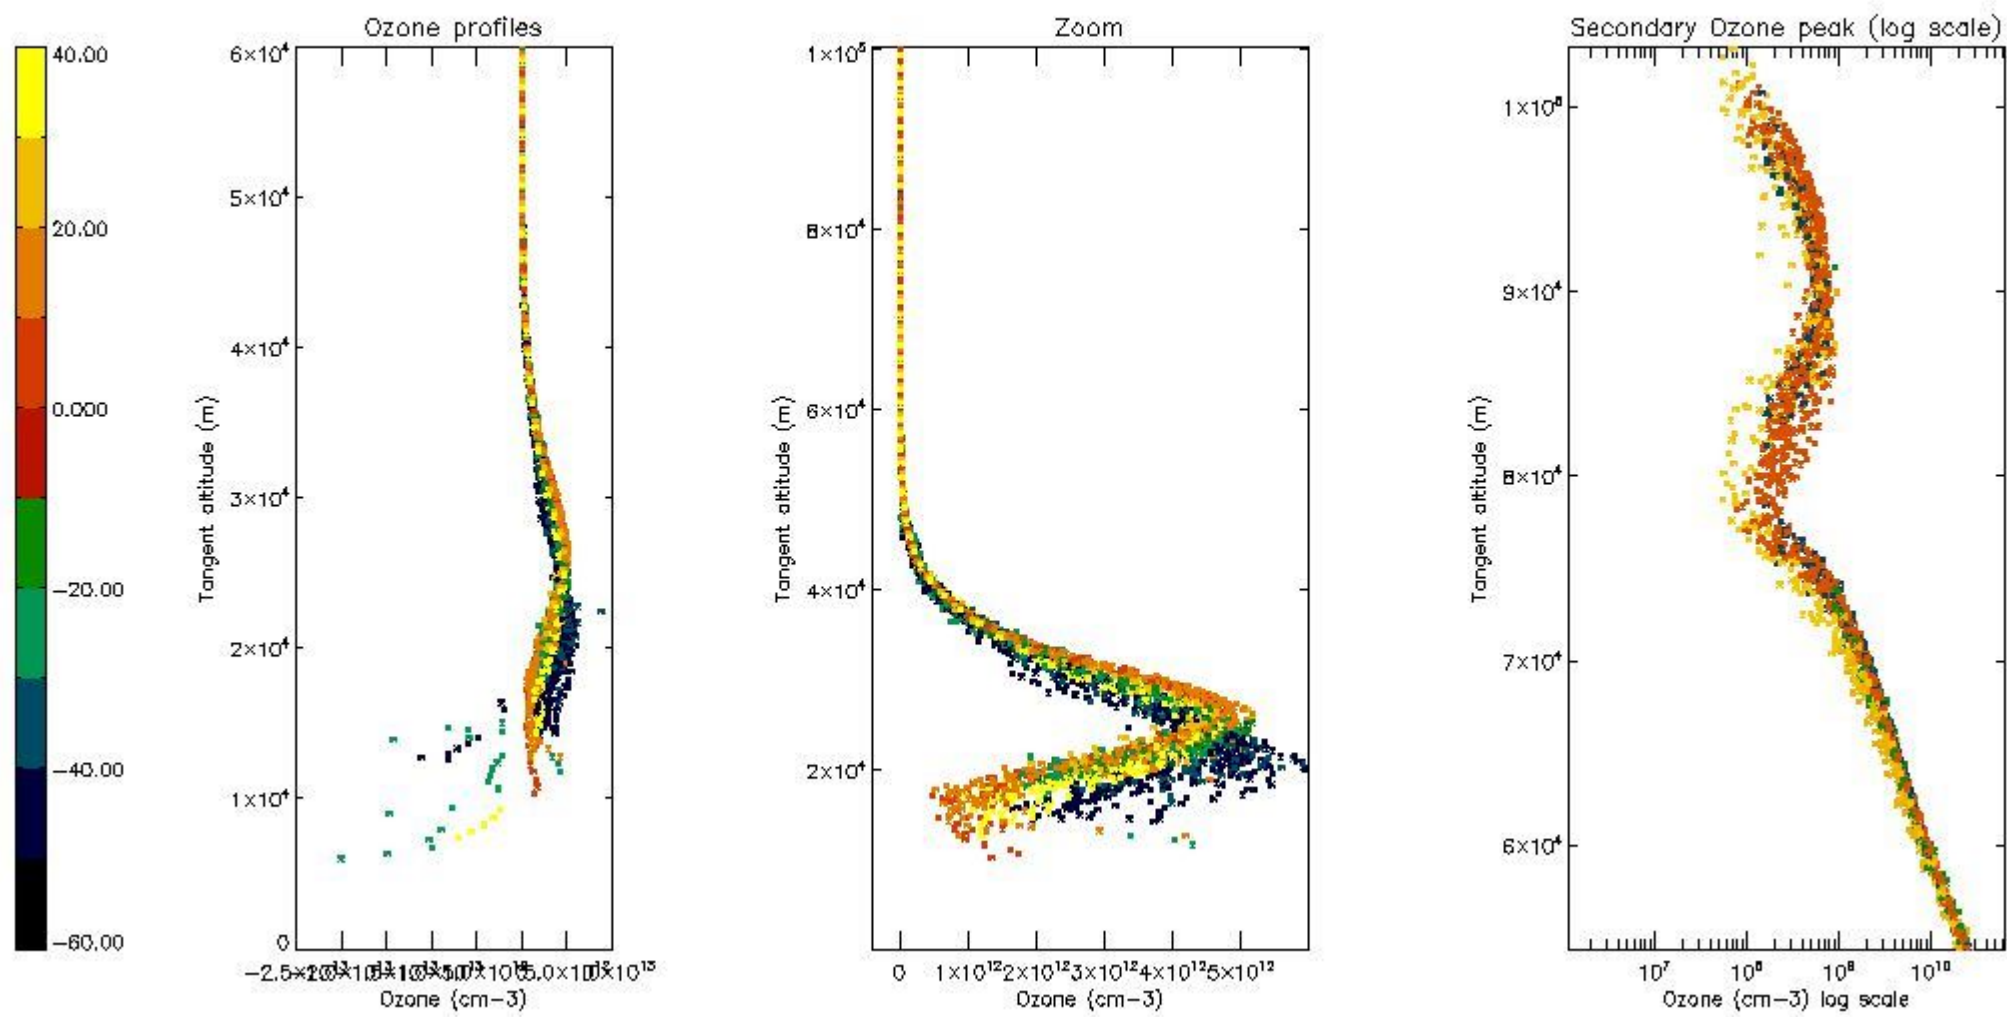 Ozone profiles
Zoom
Secondary Ozone peak (log scale)
40.00
20.00
0.000
−20.00
−40.00
−60.00
Tangent altitude (m)
6×10⁴
5×10⁴
4×10⁴
3×10⁴
2×10⁴
1×10⁴
0
Ozone (cm−3)
Tangent altitude (m)
1×10⁵
8×10⁴
6×10⁴
4×10⁴
2×10⁴
0 1×10¹² 2×10¹² 3×10¹² 4×10¹² 5×10¹²
Ozone (cm−3)
Tangent altitude (m)
1×10⁵
9×10⁴
8×10⁴
7×10⁴
6×10⁴
10⁷ 10⁸ 10⁹ 10¹⁰
Ozone (cm−3) log scale